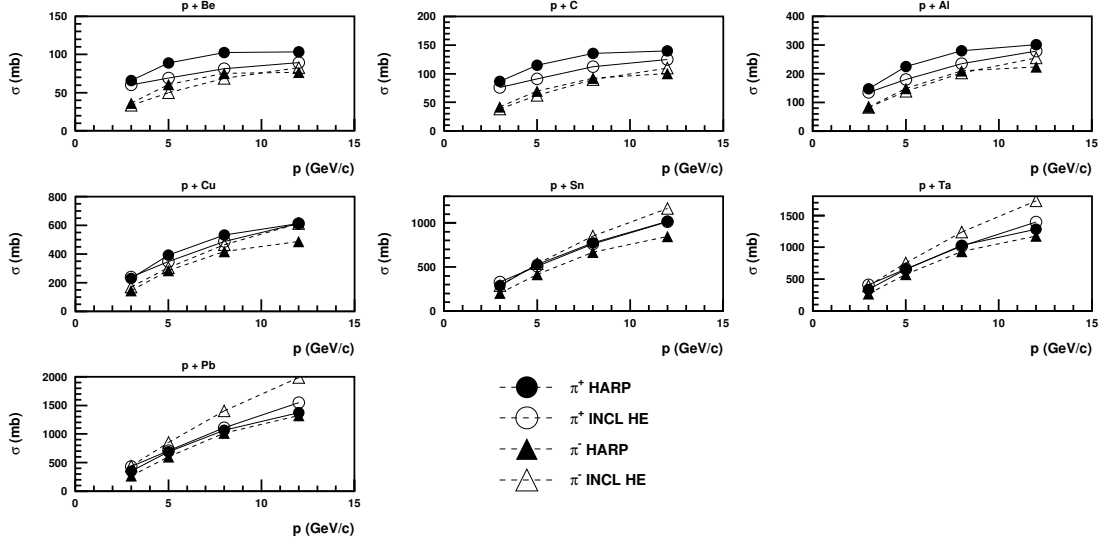 p + Be
150
100
50
0
0 5 10 15
σ (mb)
p (GeV/c)
p + C
200
150
100
50
0
0 5 10 15
σ (mb)
p (GeV/c)
p + Al
400
300
200
100
0
0 5 10 15
σ (mb)
p (GeV/c)
p + Cu
800
600
400
200
0
0 5 10 15
σ (mb)
p (GeV/c)
p + Sn
1000
500
0
0 5 10 15
σ (mb)
p (GeV/c)
p + Ta
1500
1000
500
0
0 5 10 15
σ (mb)
p (GeV/c)
p + Pb
2000
1500
1000
500
0
0 5 10 15
σ (mb)
p (GeV/c)
π⁺ HARP
π⁺ INCL HE
π⁻ HARP
π⁻ INCL HE